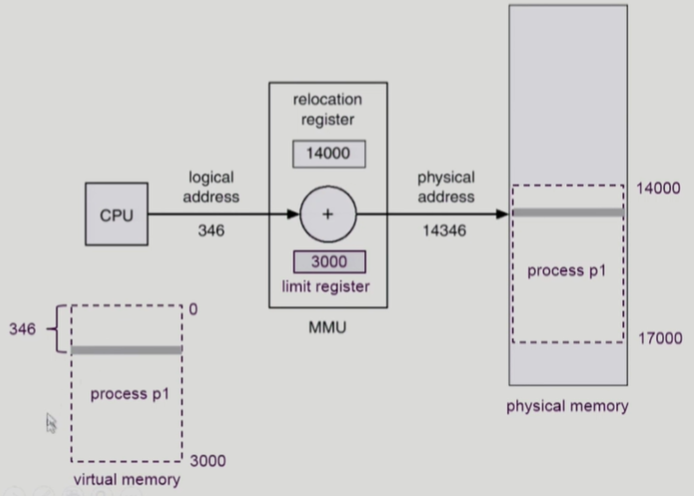 relocation
register
14000
logical
address
physical
address
14000
CPU
+
346
14346
3000
limit register
process p1
0
346
MMU
17000
process p1
physical memory
3000
virtual memory